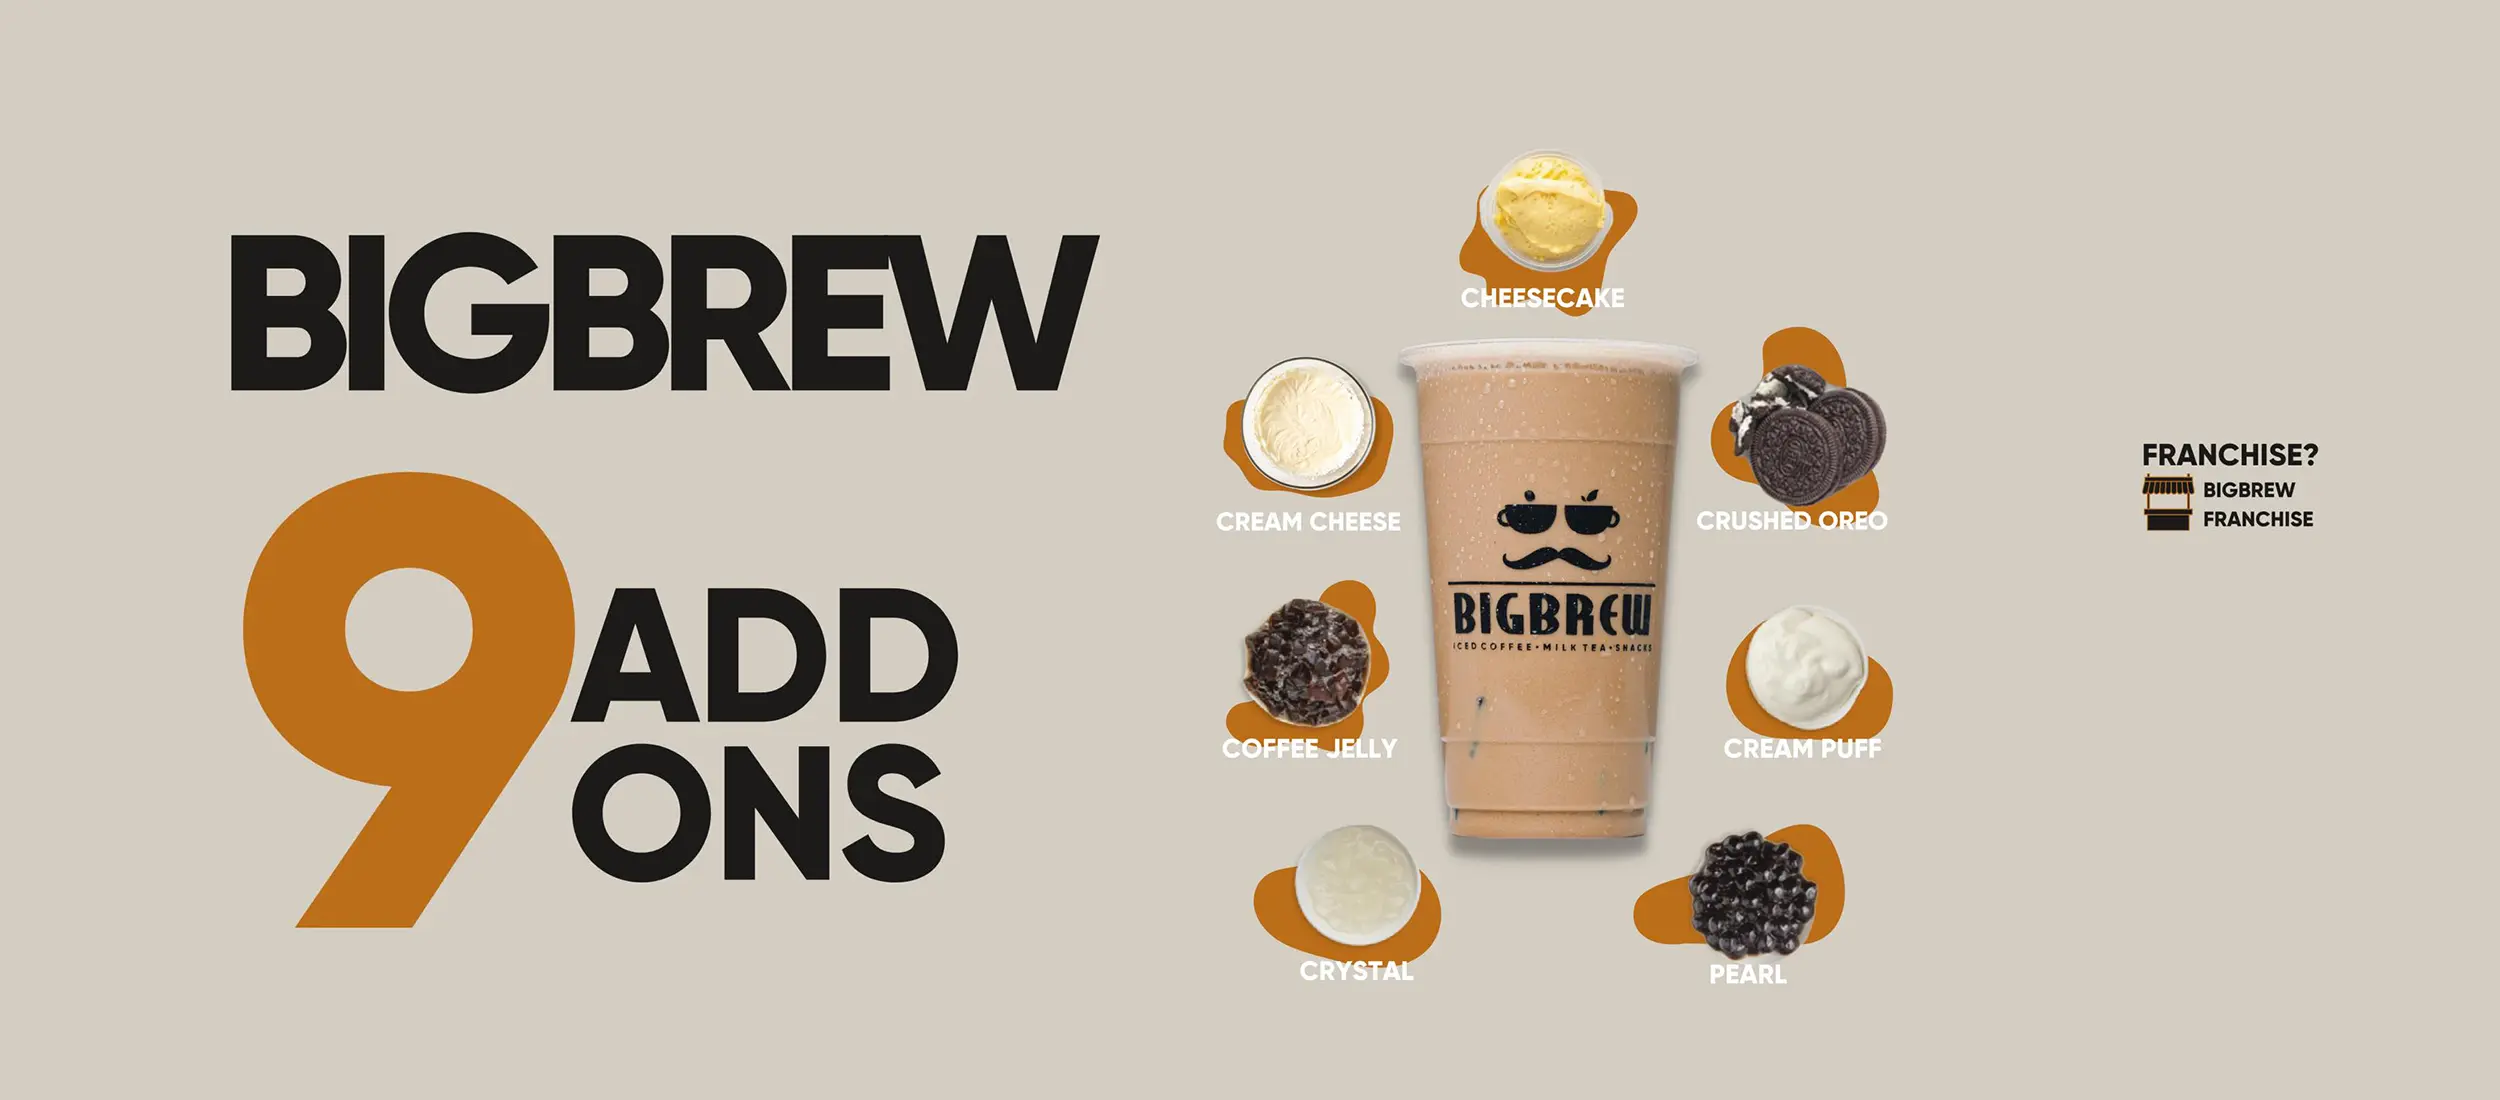 BIGBREW
9 ADD
ONS
CHEESECAKE
CREAM CHEESE
CRUSHED OREO
BIGBREW
ICED COFFEE • MILK TEA • SNACKS
COFFEE JELLY
CREAM PUFF
CRYSTAL
PEARL
FRANCHISE?
BIGBREW
FRANCHISE